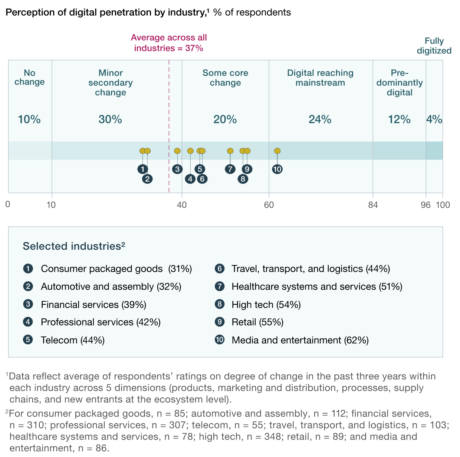 Perception of digital penetration by industry,¹ % of respondents
Average across all
industries = 37%
Fully
digitized
No
change
Minor
secondary
change
Some core
change
Digital reaching
mainstream
Pre-
dominantly
digital
10%
30%
20%
24%
12%
4%
1
2
3
4
5
6
7
8
9
10
0
10
40
60
84
96
100
Selected industries²
1 Consumer packaged goods (31%)
2 Automotive and assembly (32%)
3 Financial services (39%)
4 Professional services (42%)
5 Telecom (44%)
6 Travel, transport, and logistics (44%)
7 Healthcare systems and services (51%)
8 High tech (54%)
9 Retail (55%)
10 Media and entertainment (62%)
¹Data reflect average of respondents' ratings on degree of change in the past three years within
each industry across 5 dimensions (products, marketing and distribution, processes, supply
chains, and new entrants at the ecosystem level).
²For consumer packaged goods, n = 85; automotive and assembly, n = 112; financial services,
n = 310; professional services, n = 307; telecom, n = 55; travel, transport, and logistics, n = 103;
healthcare systems and services, n = 78; high tech, n = 348; retail, n = 89; and media and
entertainment, n = 86.